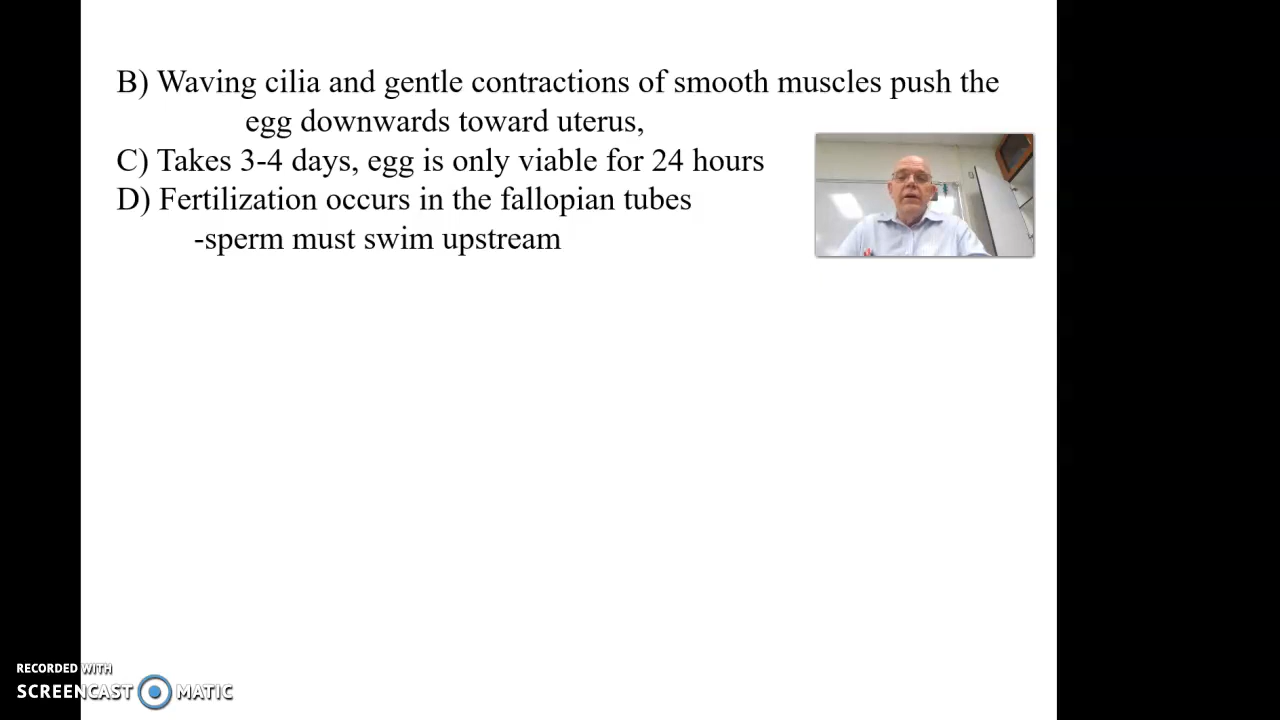 B) Waving cilia and gentle contractions of smooth muscles push the
egg downwards toward uterus,
C) Takes 3-4 days, egg is only viable for 24 hours
D) Fertilization occurs in the fallopian tubes
-sperm must swim upstream
RECORDED WITH
SCREENCAST MATIC